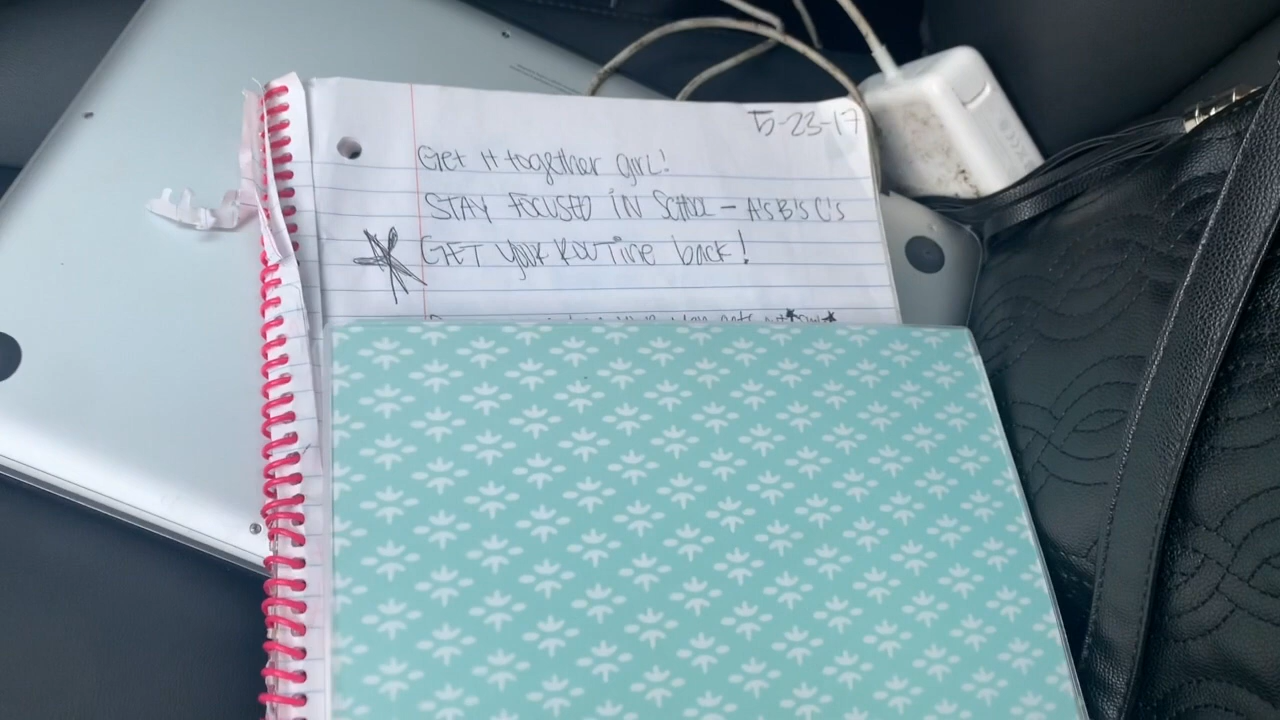 5-23-17
Get it together girl!
STAY FOCUSED IN SCHOOL - A's B's C's
GET YOUR ROUTINE back!